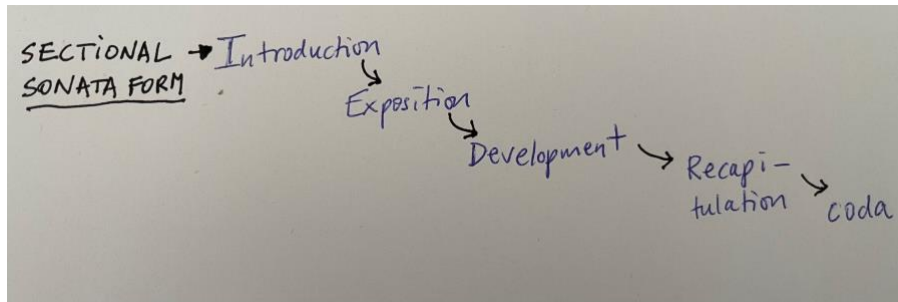 SECTIONAL → Introduction
SONATA FORM
Exposition
Development
Recapi-
tulation
coda